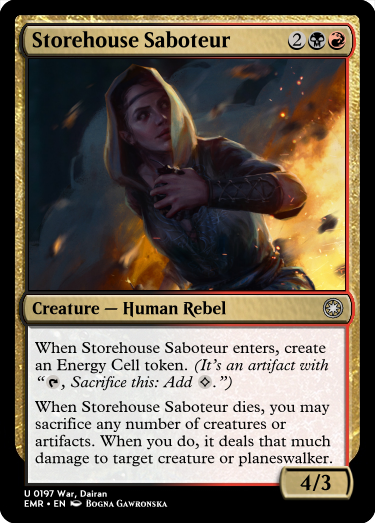 Storehouse Saboteur 2
Creature — Human Rebel
When Storehouse Saboteur enters, create
an Energy Cell token. (It's an artifact with
“, Sacrifice this: Add .”)
When Storehouse Saboteur dies, you may
sacrifice any number of creatures or
artifacts. When you do, it deals that much
damage to target creature or planeswalker.
4/3
U 0197 War, Dairan
EMR • EN Bogna Gawronska